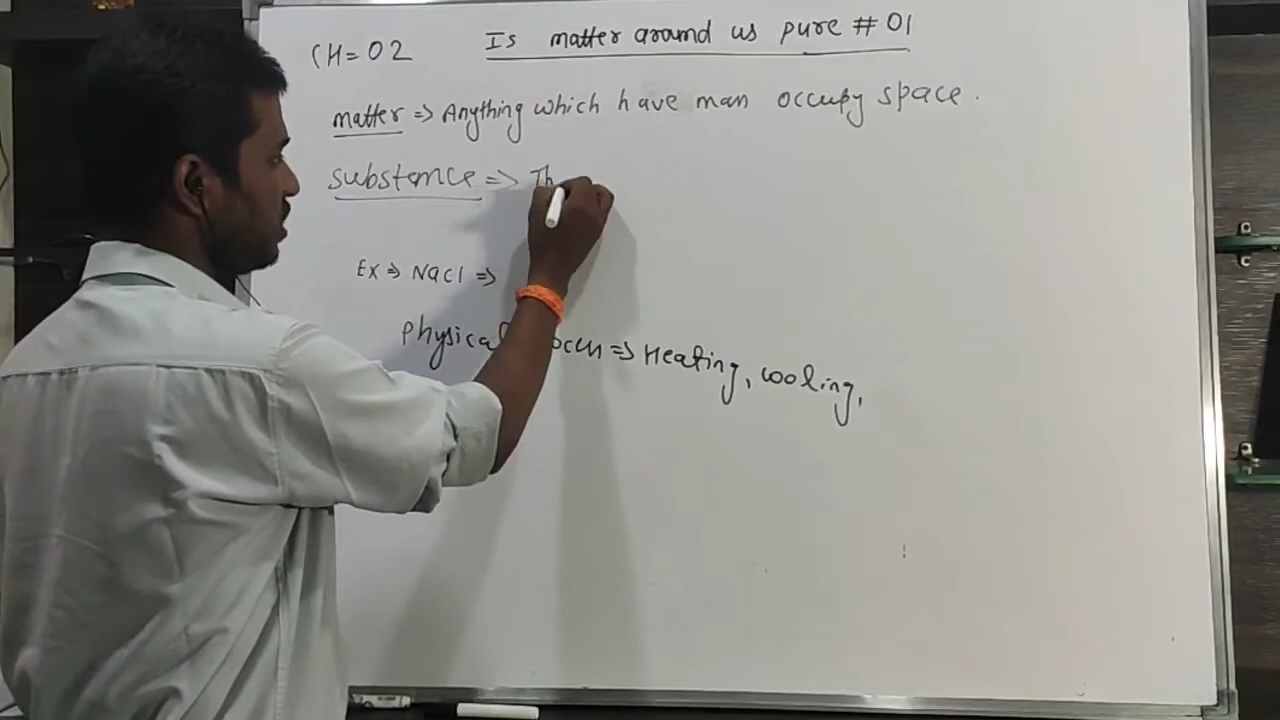 CH=02
Is matter around us pure #01
matter => Anything which have man occupy space.
substance => Th
Ex => NaCl =>
Physical => Heating, cooling,